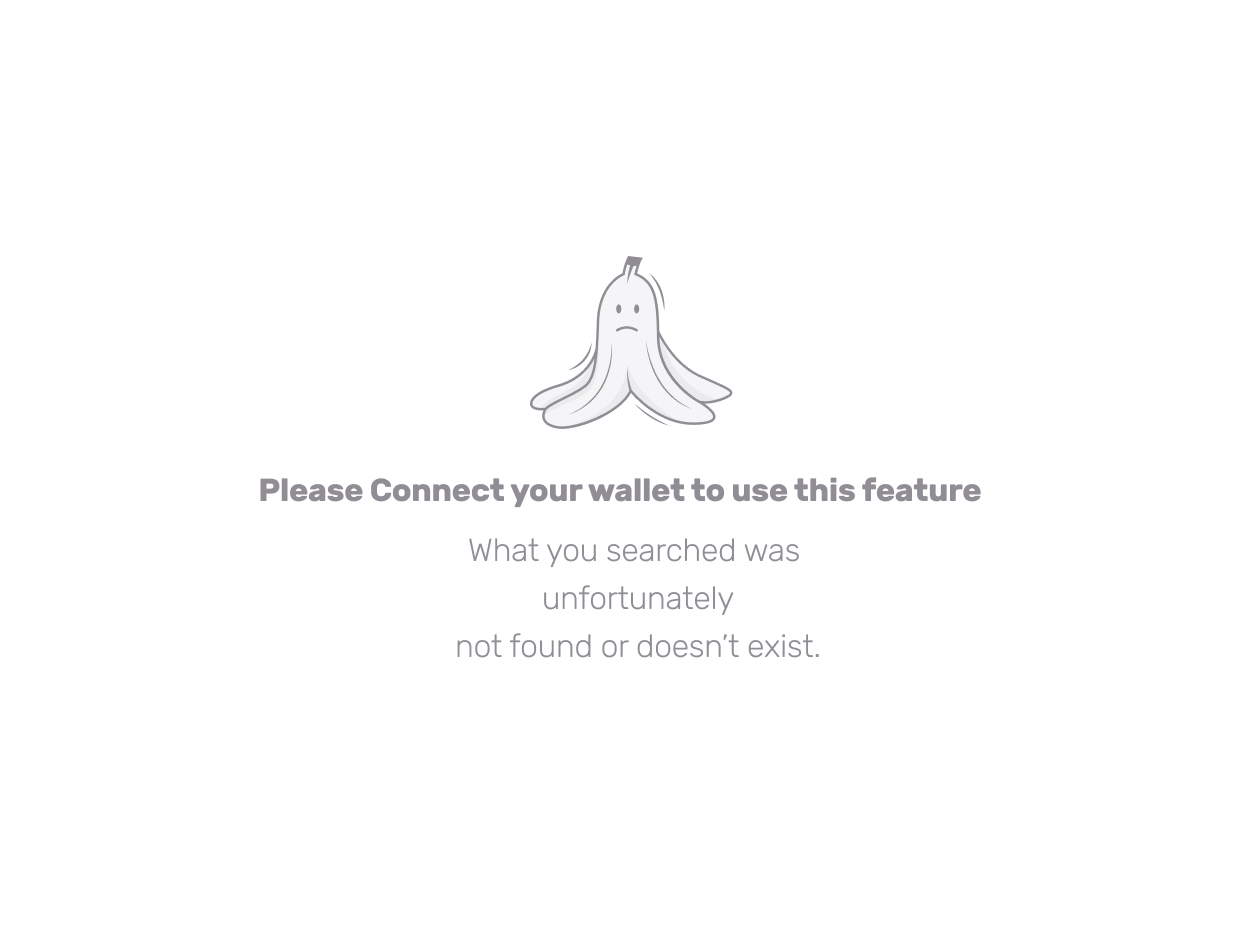 Please Connect your wallet to use this feature
What you searched was
unfortunately
not found or doesn’t exist.